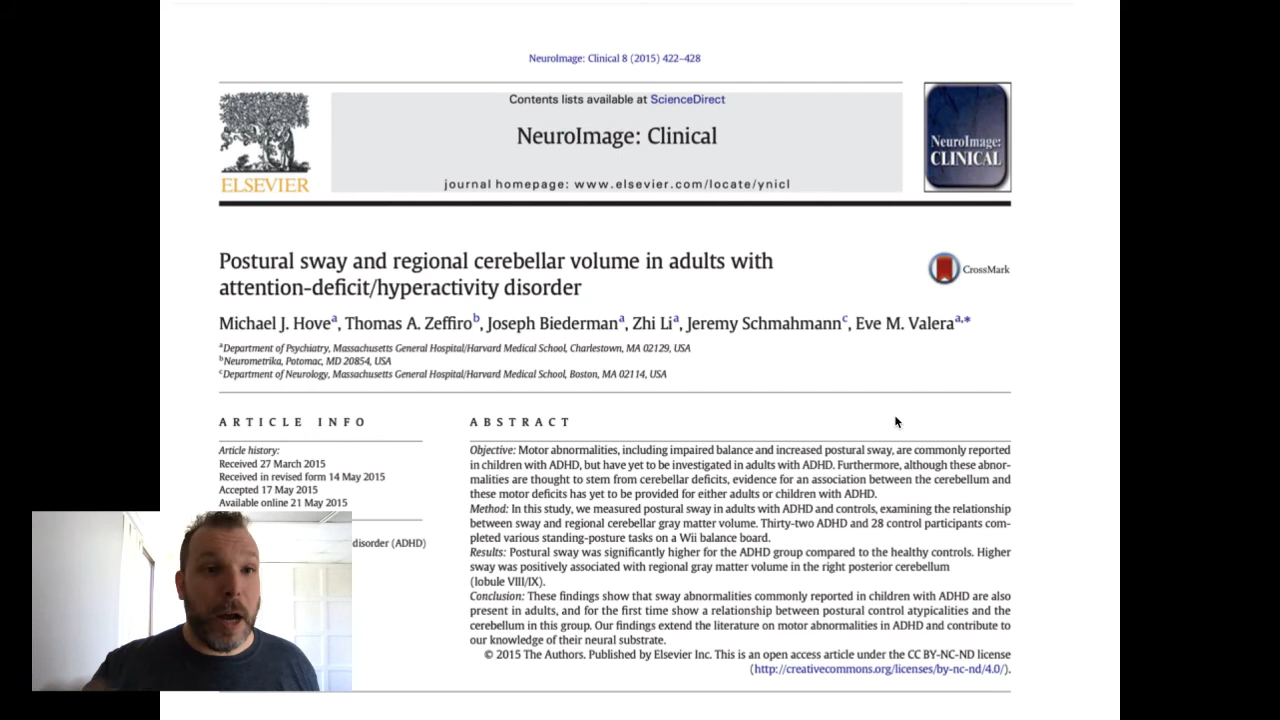 NeuroImage: Clinical 8 (2015) 422–428
Contents lists available at ScienceDirect
NeuroImage: Clinical
journal homepage: www.elsevier.com/locate/ynicl
ELSEVIER
NeuroImage:
CLINICAL
Postural sway and regional cerebellar volume in adults with
attention-deficit/hyperactivity disorder
CrossMark
Michael J. Hoveᵃ, Thomas A. Zeffiroᵇ, Joseph Biedermanᵃ, Zhi Liᵃ, Jeremy Schmahmannᶜ, Eve M. Valeraᵃ,*
ᵃ Department of Psychiatry, Massachusetts General Hospital/Harvard Medical School, Charlestown, MA 02129, USA
ᵇ Neurometrika, Potomac, MD 20854, USA
ᶜ Department of Neurology, Massachusetts General Hospital/Harvard Medical School, Boston, MA 02114, USA
ARTICLE INFO
Article history:
Received 27 March 2015
Received in revised form 14 May 2015
Accepted 17 May 2015
Available online 21 May 2015
disorder (ADHD)
ABSTRACT
Objective: Motor abnormalities, including impaired balance and increased postural sway, are commonly reported
in children with ADHD, but have yet to be investigated in adults with ADHD. Furthermore, although these abnor-
malities are thought to stem from cerebellar deficits, evidence for an association between the cerebellum and
these motor deficits has yet to be provided for either adults or children with ADHD.
Method: In this study, we measured postural sway in adults with ADHD and controls, examining the relationship
between sway and regional cerebellar gray matter volume. Thirty-two ADHD and 28 control participants com-
pleted various standing-posture tasks on a Wii balance board.
Results: Postural sway was significantly higher for the ADHD group compared to the healthy controls. Higher
sway was positively associated with regional gray matter volume in the right posterior cerebellum
(lobule VIII/IX).
Conclusion: These findings show that sway abnormalities commonly reported in children with ADHD are also
present in adults, and for the first time show a relationship between postural control atypicalities and the
cerebellum in this group. Our findings extend the literature on motor abnormalities in ADHD and contribute to
our knowledge of their neural substrate.
© 2015 The Authors. Published by Elsevier Inc. This is an open access article under the CC BY-NC-ND license
(http://creativecommons.org/licenses/by-nc-nd/4.0/).